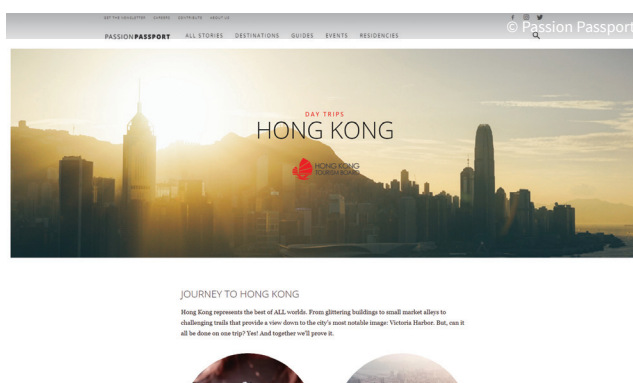 GET THE NEWSLETTER CAREERS CONTRIBUTE ABOUT US
© Passion Passport
PASSIONPASSPORT ALL STORIES DESTINATIONS GUIDES EVENTS RESIDENCIES
DAY TRIPS
HONG KONG
HONG KONG
TOURISM BOARD
JOURNEY TO HONG KONG
Hong Kong represents the best of ALL worlds. From glittering buildings to small market alleys to
challenging trails that provide a view down to the city's most notable image: Victoria Harbor. But, can it
all be done on one trip? Yes! And together we'll prove it.